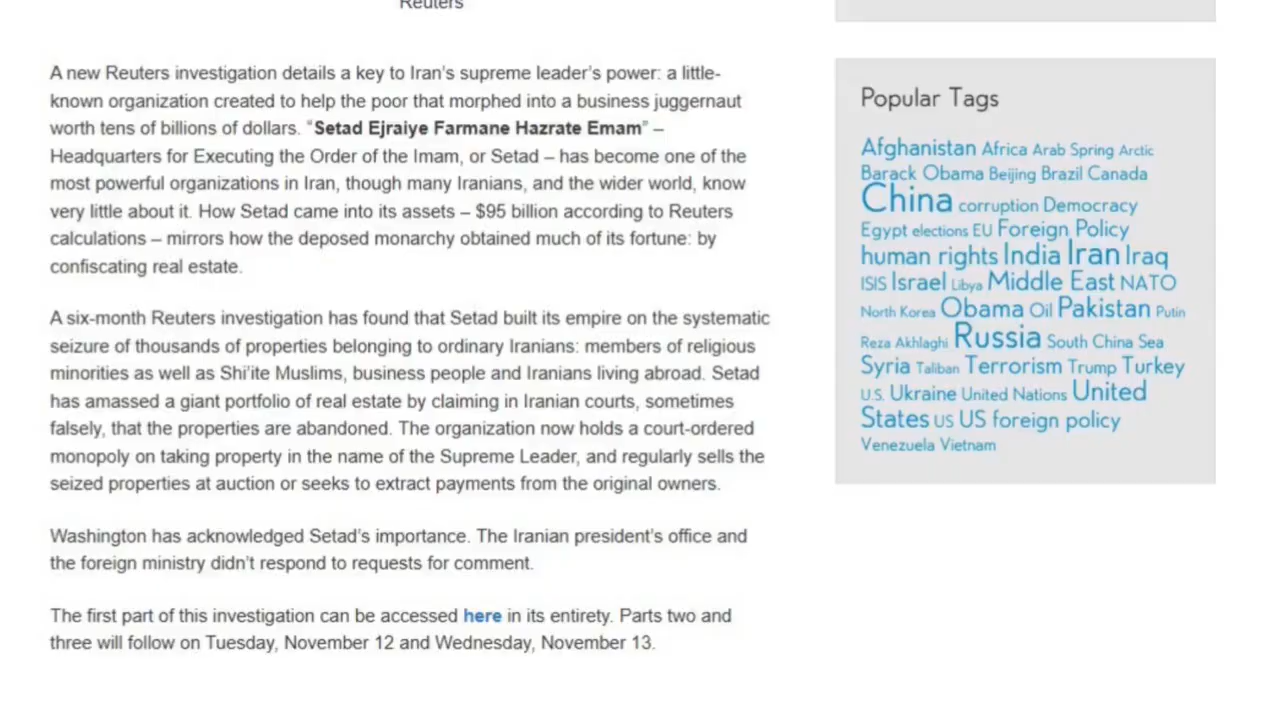 Reuters
A new Reuters investigation details a key to Iran’s supreme leader’s power: a little-
known organization created to help the poor that morphed into a business juggernaut
worth tens of billions of dollars. “Setad Ejraiye Farmane Hazrate Emam” –
Headquarters for Executing the Order of the Imam, or Setad – has become one of the
most powerful organizations in Iran, though many Iranians, and the wider world, know
very little about it. How Setad came into its assets – $95 billion according to Reuters
calculations – mirrors how the deposed monarchy obtained much of its fortune: by
confiscating real estate.
A six-month Reuters investigation has found that Setad built its empire on the systematic
seizure of thousands of properties belonging to ordinary Iranians: members of religious
minorities as well as Shi’ite Muslims, business people and Iranians living abroad. Setad
has amassed a giant portfolio of real estate by claiming in Iranian courts, sometimes
falsely, that the properties are abandoned. The organization now holds a court-ordered
monopoly on taking property in the name of the Supreme Leader, and regularly sells the
seized properties at auction or seeks to extract payments from the original owners.
Washington has acknowledged Setad’s importance. The Iranian president’s office and
the foreign ministry didn’t respond to requests for comment.
The first part of this investigation can be accessed here in its entirety. Parts two and
three will follow on Tuesday, November 12 and Wednesday, November 13.
Popular Tags
Afghanistan Africa Arab Spring Arctic
Barack Obama Beijing Brazil Canada
China corruption Democracy
Egypt elections EU Foreign Policy
human rights India Iran Iraq
ISIS Israel Libya Middle East NATO
North Korea Obama Oil Pakistan Putin
Reza Akhlaghi Russia South China Sea
Syria Taliban Terrorism Trump Turkey
U.S. Ukraine United Nations United
States US US foreign policy
Venezuela Vietnam